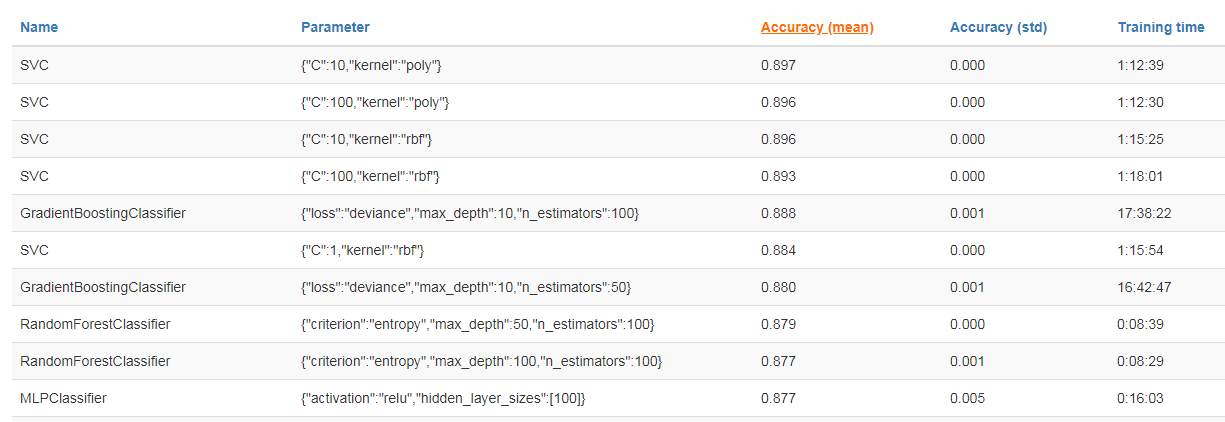 Name Parameter Accuracy (mean) Accuracy (std) Training time
SVC {"C":10,"kernel":"poly"} 0.897 0.000 1:12:39
SVC {"C":100,"kernel":"poly"} 0.896 0.000 1:12:30
SVC {"C":10,"kernel":"rbf"} 0.896 0.000 1:15:25
SVC {"C":100,"kernel":"rbf"} 0.893 0.000 1:18:01
GradientBoostingClassifier {"loss":"deviance","max_depth":10,"n_estimators":100} 0.888 0.001 17:38:22
SVC {"C":1,"kernel":"rbf"} 0.884 0.000 1:15:54
GradientBoostingClassifier {"loss":"deviance","max_depth":10,"n_estimators":50} 0.880 0.001 16:42:47
RandomForestClassifier {"criterion":"entropy","max_depth":50,"n_estimators":100} 0.879 0.000 0:08:39
RandomForestClassifier {"criterion":"entropy","max_depth":100,"n_estimators":100} 0.877 0.001 0:08:29
MLPClassifier {"activation":"relu","hidden_layer_sizes":[100]} 0.877 0.005 0:16:03